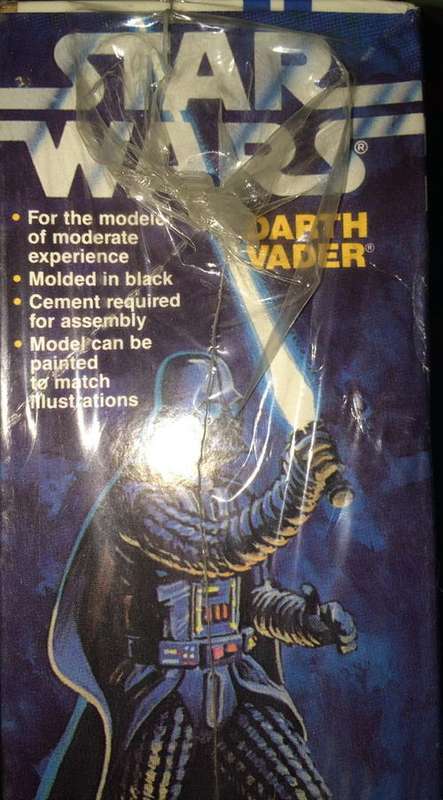 STAR
WARS®
DARTH
VADER®
• For the modeler
of moderate
experience
• Molded in black
• Cement required
for assembly
• Model can be
painted
to match
illustrations